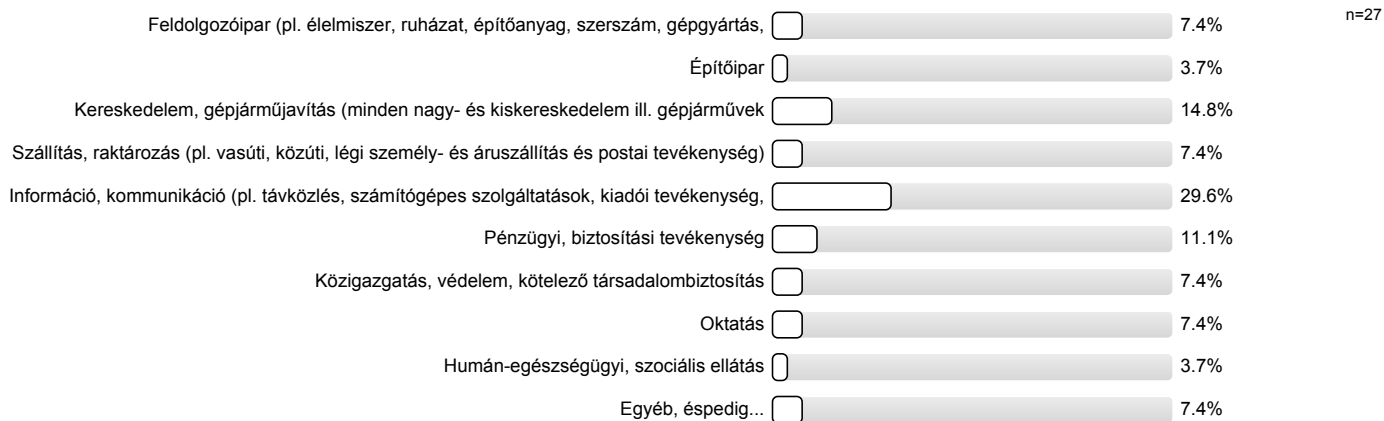 n=27
Feldolgozóipar (pl. élelmiszer, ruházat, építőanyag, szerszám, gépgyártás, 7.4%
Építőipar 3.7%
Kereskedelem, gépjárműjavítás (minden nagy- és kiskereskedelem ill. gépjárművek 14.8%
Szállítás, raktározás (pl. vasúti, közúti, légi személy- és áruszállítás és postai tevékenység) 7.4%
Információ, kommunikáció (pl. távközlés, számítógépes szolgáltatások, kiadói tevékenység, 29.6%
Pénzügyi, biztosítási tevékenység 11.1%
Közigazgatás, védelem, kötelező társadalombiztosítás 7.4%
Oktatás 7.4%
Humán-egészségügyi, szociális ellátás 3.7%
Egyéb, éspedig... 7.4%